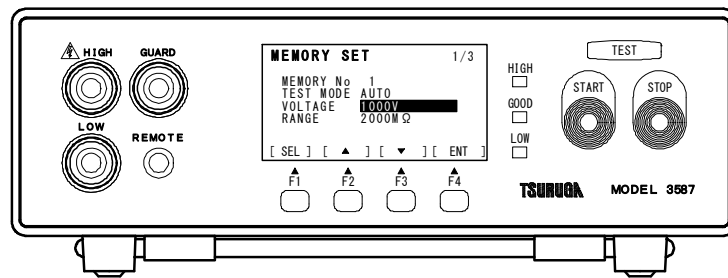 HIGH
GUARD
LOW
REMOTE
MEMORY SET 1/3
MEMORY No 1
TEST MODE AUTO
VOLTAGE 1000V
RANGE 2000MΩ
[ SEL ] [ ▲ ] [ ▼ ] [ ENT ]
F1 F2 F3 F4
HIGH
GOOD
LOW
TEST
START STOP
TSURUGA MODEL 3587